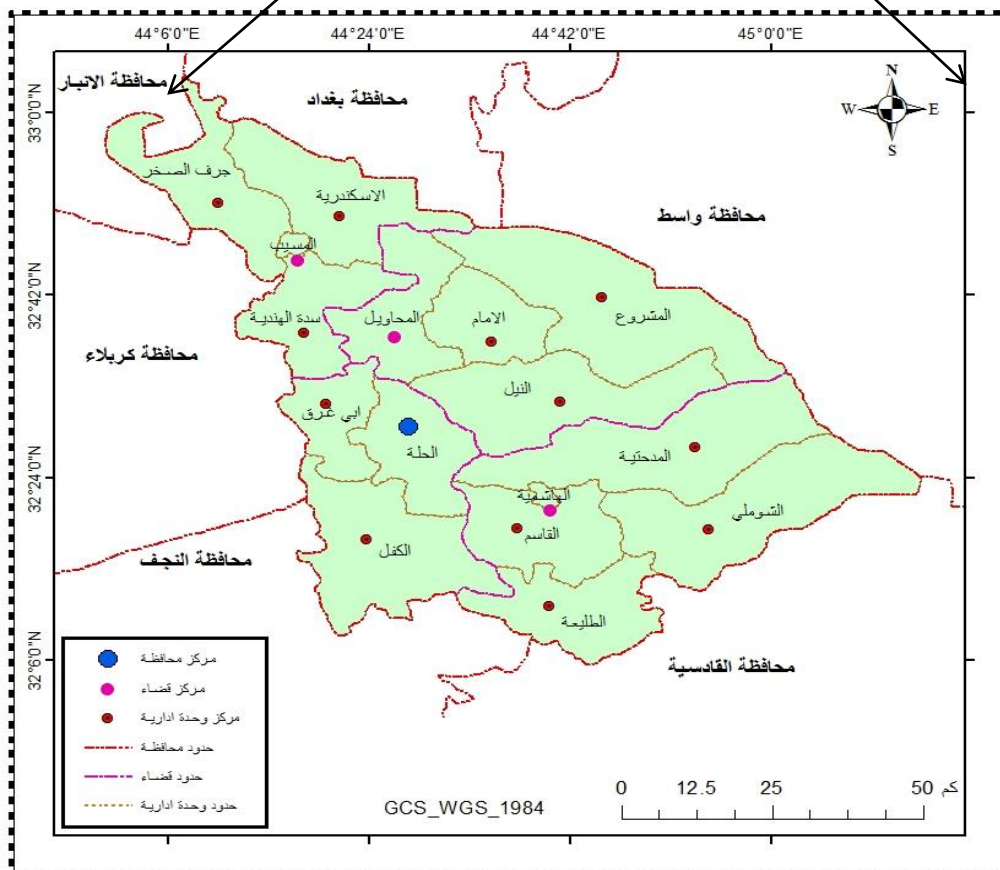 44°6'0"E 44°24'0"E 44°42'0"E 45°0'0"E
33°0'0"N
32°42'0"N
32°24'0"N
32°6'0"N
محافظة الانبار
محافظة بغداد
N
W E
S
جرف الصخر
الاسكندرية
محافظة واسط
المسيب
المشروع
سدة الهندية
المحاويل
الامام
محافظة كربلاء
النيل
ابي غرق
الحلة
المدحتية
الهاشمية
الشوملي
القاسم
الكفل
محافظة النجف
الطليعة
محافظة القادسية
مركز محافظة
مركز قضاء
مركز وحدة ادارية
حدود محافظة
حدود قضاء
حدود وحدة ادارية
GCS_WGS_1984
0 12.5 25 50 كم